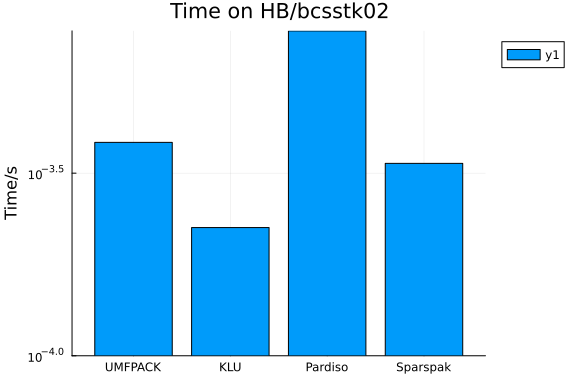 Time on HB/bcsstk02
y1
Time/s
10^−3.5
10^−4.0
UMFPACK KLU Pardiso Sparspak